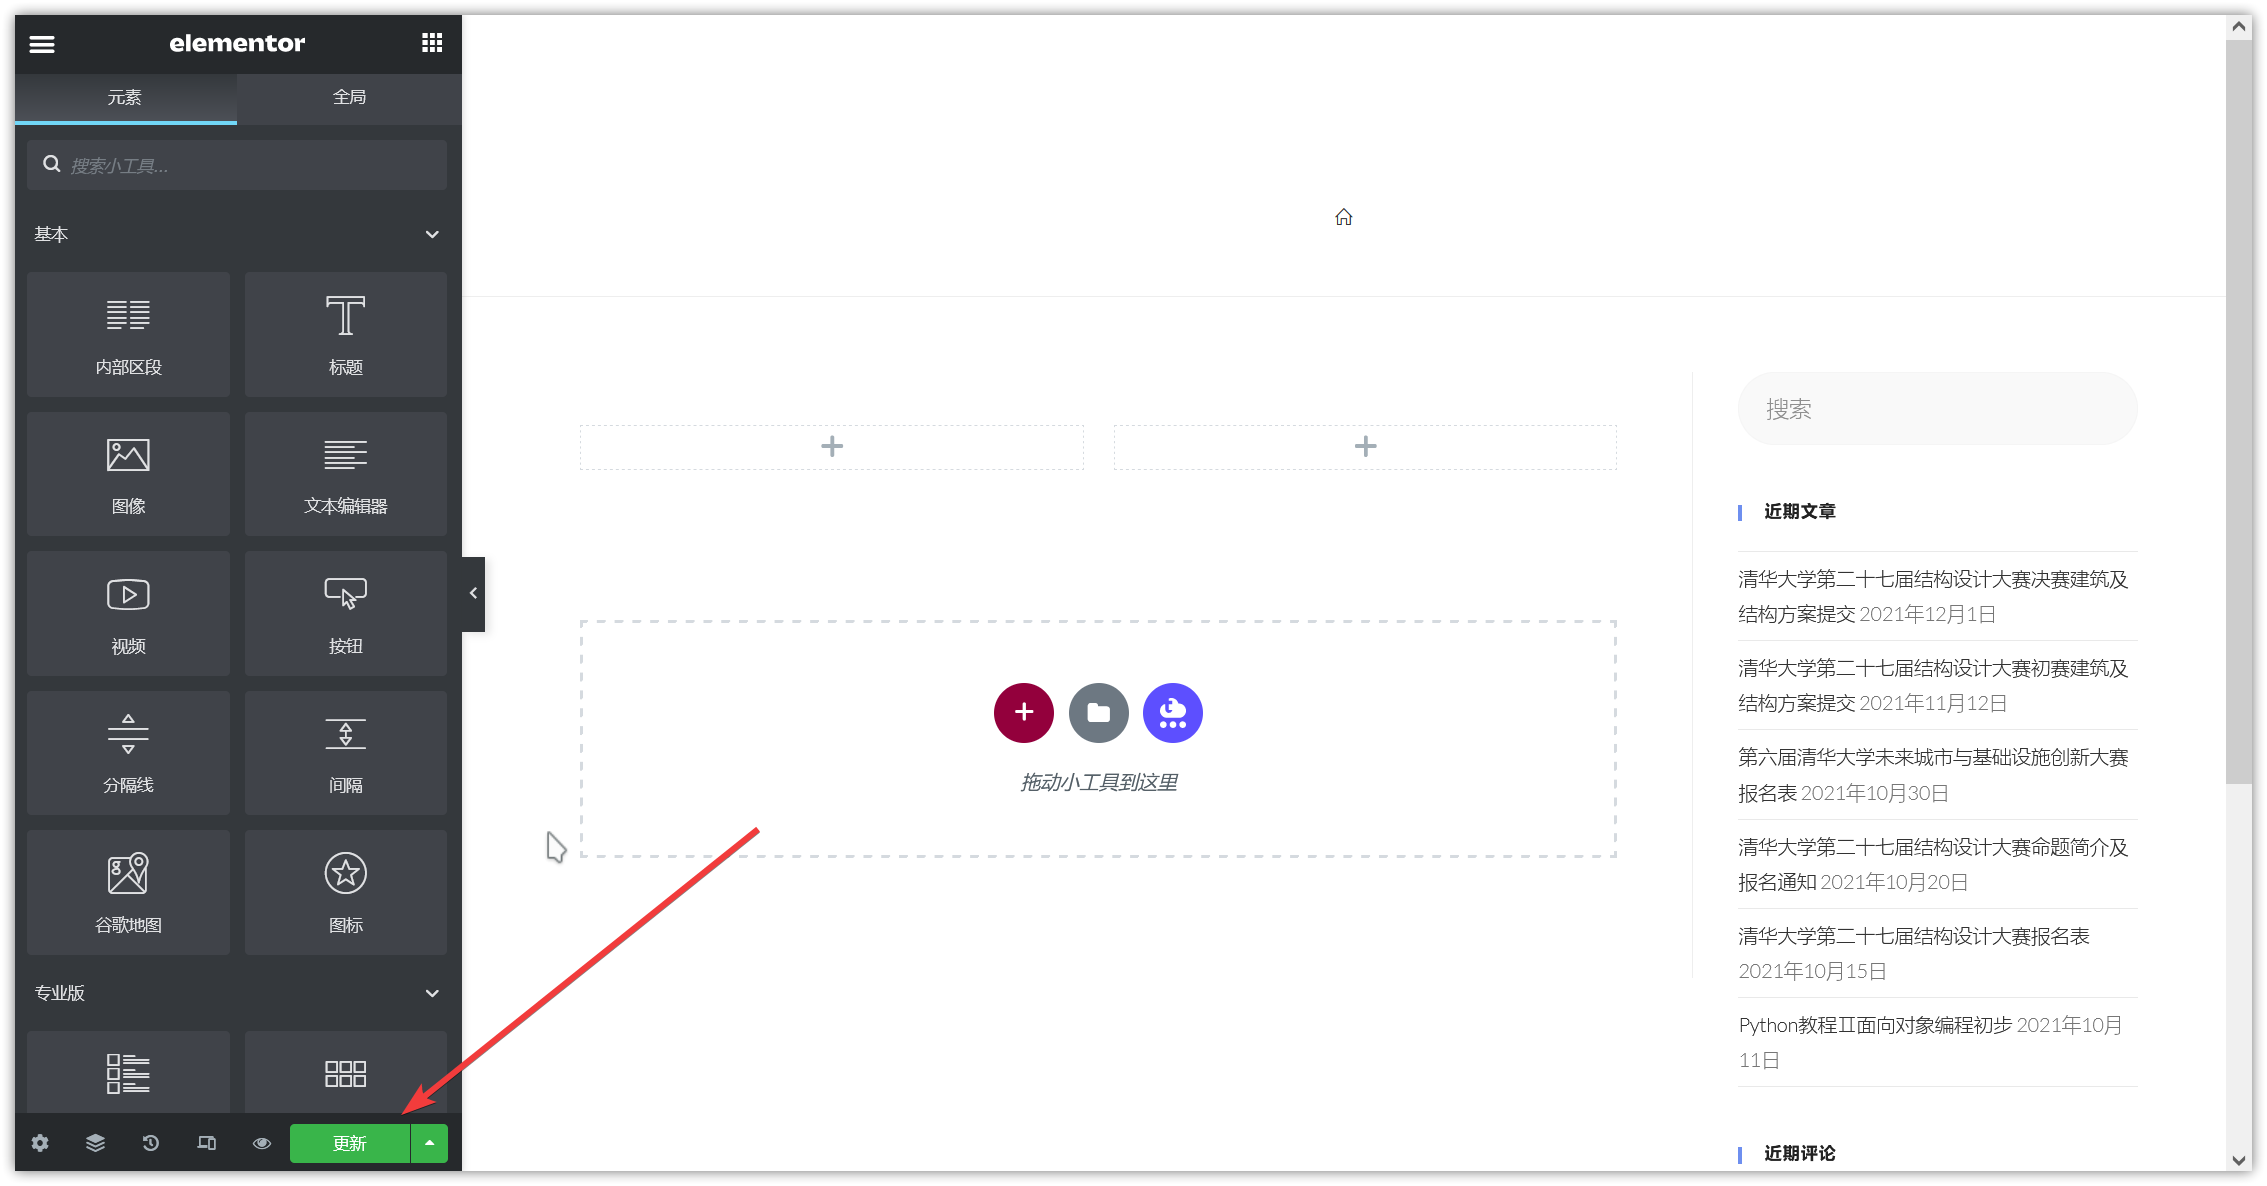 elementor
元素
全局
搜索小工具...
基本
内部区段
标题
图像
文本编辑器
视频
按钮
分隔线
间隔
谷歌地图
图标
专业版
更新
拖动小工具到这里
搜索
近期文章
清华大学第二十七届结构设计大赛决赛建筑及
结构方案提交 2021年12月1日
清华大学第二十七届结构设计大赛初赛建筑及
结构方案提交 2021年11月12日
第六届清华大学未来城市与基础设施创新大赛
报名表 2021年10月30日
清华大学第二十七届结构设计大赛命题简介及
报名通知 2021年10月20日
清华大学第二十七届结构设计大赛报名表
2021年10月15日
Python教程Ⅱ面向对象编程初步 2021年10月
11日
近期评论